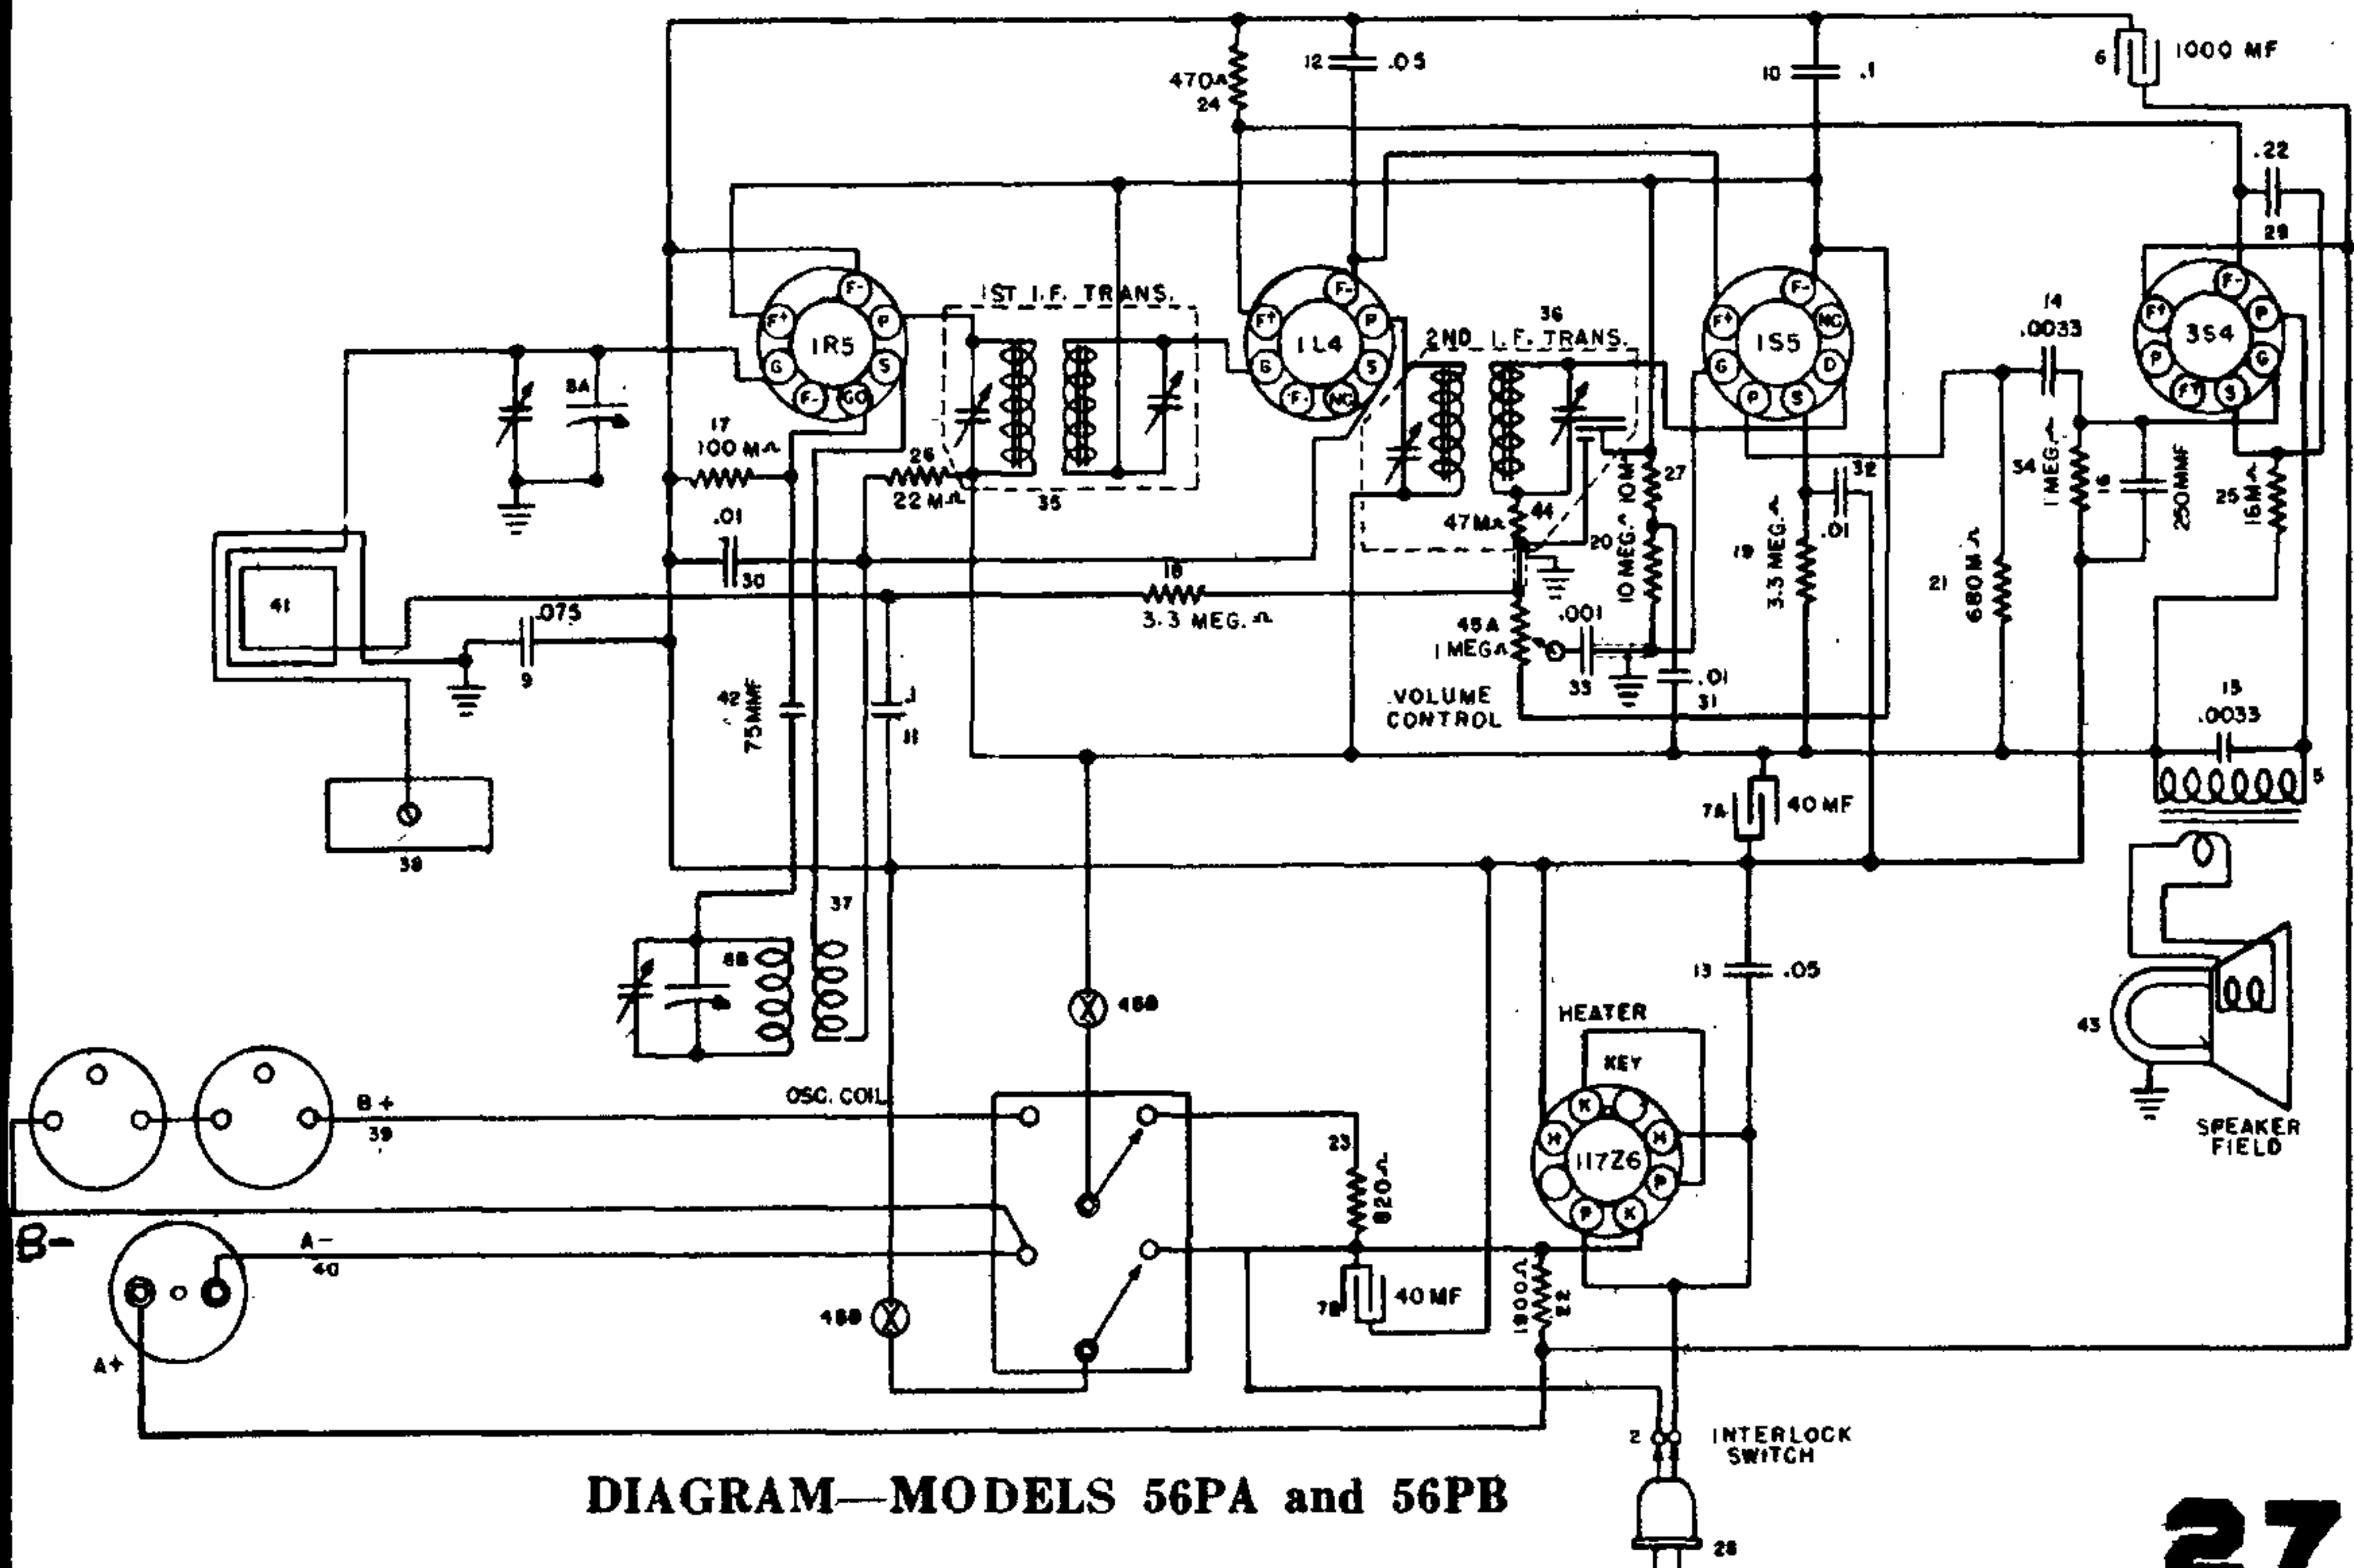 1000 MF
6
12 .05
10 .1
470Ω
24
.22
29
1ST I.F. TRANS.
36
2ND I.F. TRANS.
14
.0033
F- P S GO F- G F+
1R5
F- P S NC F- G F+
1L4
F- NC D S P G F+
1S5
F- P G S F+ P F+
3S4
8A
17
100 MΩ
26
22 MΩ
35
.01
30
47MΩ
44
27
10M
20
10 MEG.Ω
32
.01
19
3.3 MEG.Ω
34
1 MEG.Ω
16
250MMF
25
21
680MΩ
41
.075
9
18
3.3 MEG.Ω
45A
1 MEGΩ
.001
33
.01
31
VOLUME
CONTROL
42
75MMF
.1
11
15
.0033
5
7A
40 MF
38
37
8B
13 .05
HEATER
KEY
43
SPEAKER
FIELD
OSC. COIL
B+
39
23
820Ω
K H P K P H
117Z6
B-
A-
40
A+
7B
40 MF
1800Ω
22
2
INTERLOCK
SWITCH
28
DIAGRAM—MODELS 56PA and 56PB
27